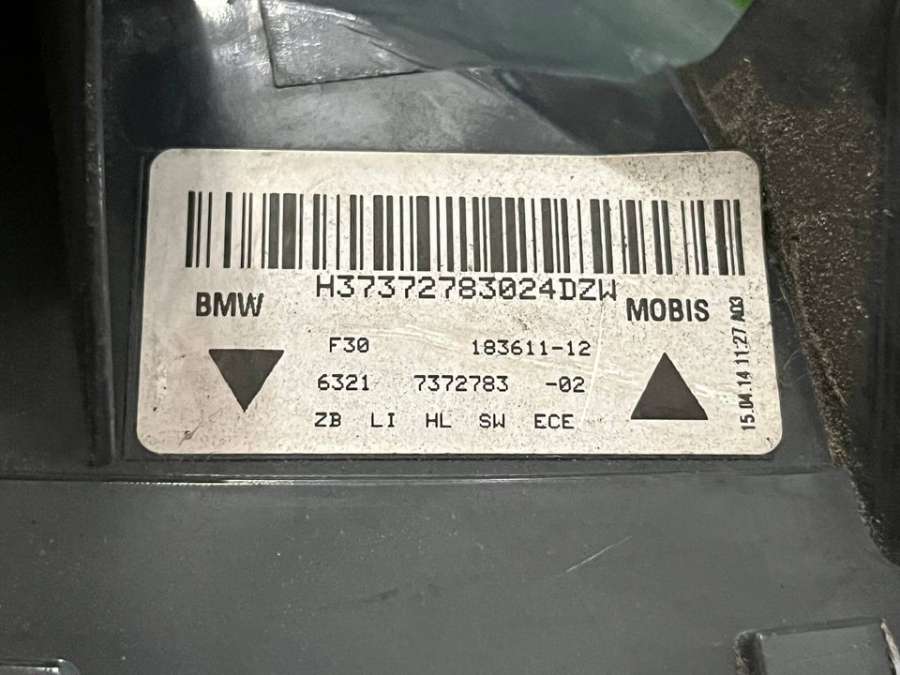 H37372783024DZW
BMW
MOBIS
F30 183611-12
6321 7372783 -02
ZB LI HL SW ECE
15.04.14 11:27 A03